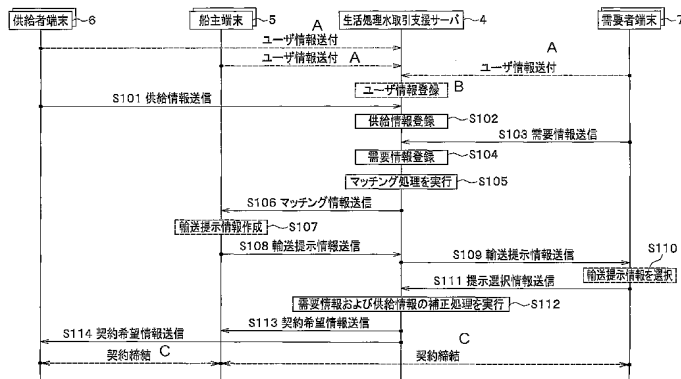 供給者端末 6
船主端末 5
生活処理水取引支援サーバ 4
需要者端末 7
A
ユーザ情報送付
ユーザ情報送付 A
A
ユーザ情報送付
ユーザ情報登録 B
S101 供給情報送信
供給情報登録 S102
S103 需要情報送信
需要情報登録 S104
マッチング処理を実行 S105
S106 マッチング情報送信
輸送提示情報作成 S107
S108 輸送提示情報送信
S109 輸送提示情報送信
S110
輸送提示情報を選択
S111 提示選択情報送信
需要情報および供給情報の補正処理を実行 S112
S113 契約希望情報送信
S114 契約希望情報送信
契約締結 C
C
契約締結